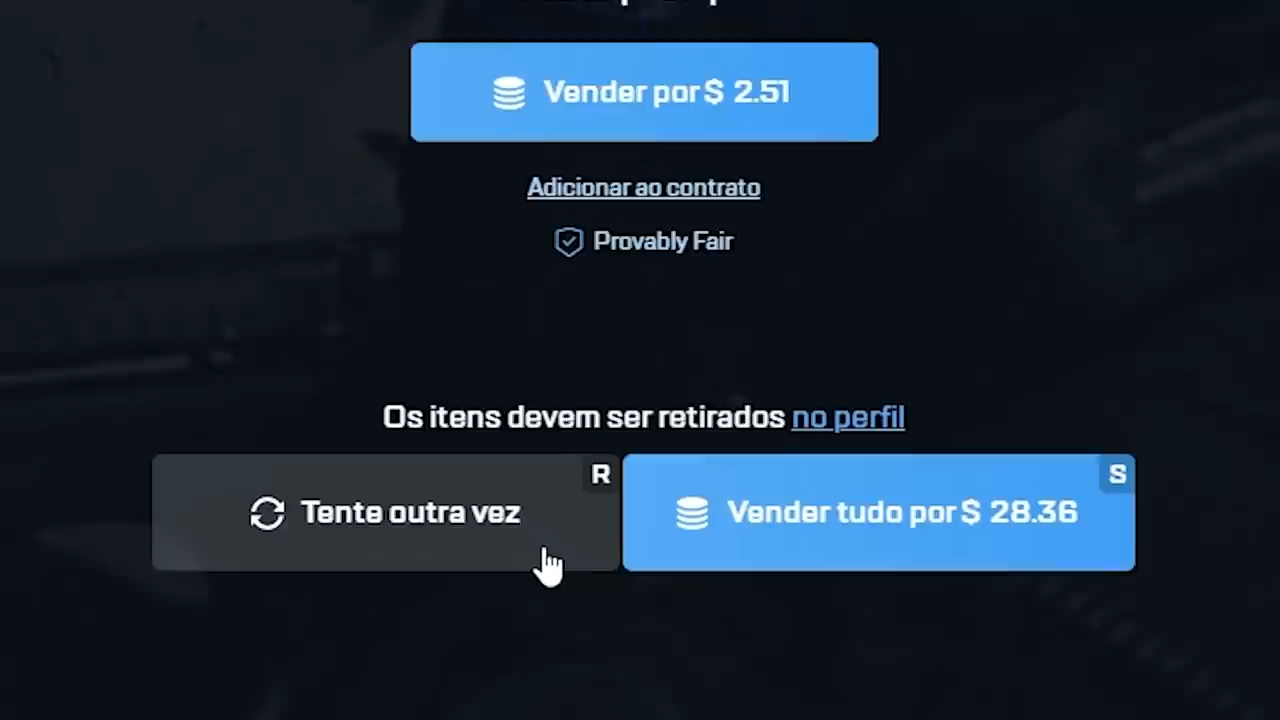 Vender por $ 2.51
Adicionar ao contrato
Provably Fair
Os itens devem ser retirados no perfil
Tente outra vez R
Vender tudo por $ 28.36 S